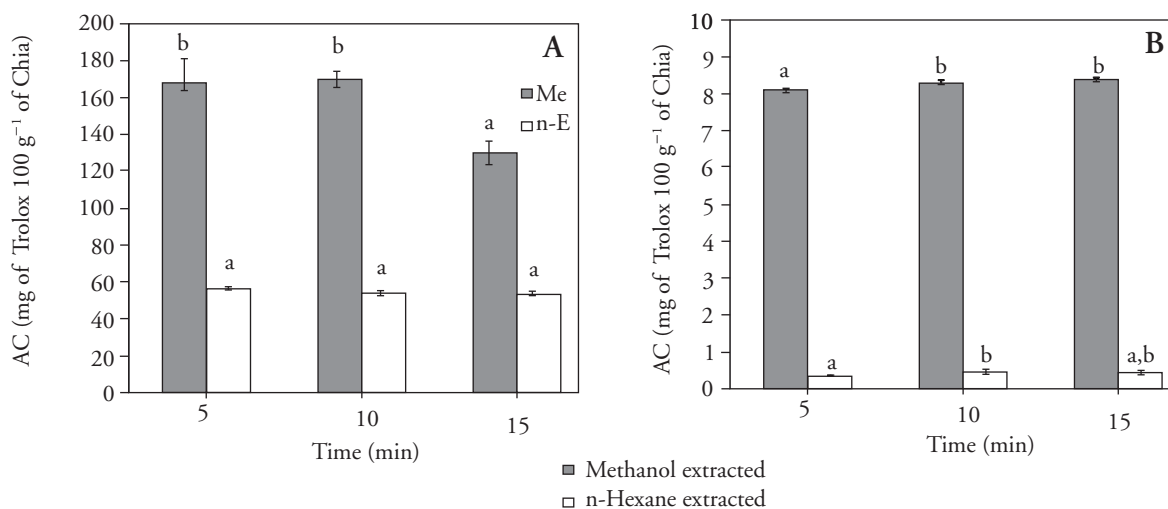 AC (mg of Trolox 100 g⁻¹ of Chia)
200
180
160
140
120
100
80
60
40
20
0
A
Me
n-E
b
b
a
a
a
a
5
10
15
Time (min)
AC (mg of Trolox 100 g⁻¹ of Chia)
10
9
8
7
6
5
4
3
2
1
0
B
a
b
b
a
b
a,b
5
10
15
Time (min)
Methanol extracted
n-Hexane extracted